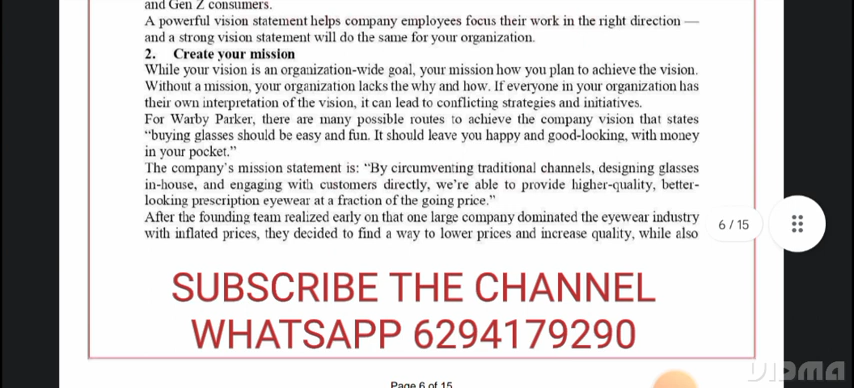 and Gen Z consumers.
A powerful vision statement helps company employees focus their work in the right direction —
and a strong vision statement will do the same for your organization.
2. Create your mission
While your vision is an organization-wide goal, your mission how you plan to achieve the vision.
Without a mission, your organization lacks the why and how. If everyone in your organization has
their own interpretation of the vision, it can lead to conflicting strategies and initiatives.
For Warby Parker, there are many possible routes to achieve the company vision that states
“buying glasses should be easy and fun. It should leave you happy and good-looking, with money
in your pocket.”
The company’s mission statement is: “By circumventing traditional channels, designing glasses
in-house, and engaging with customers directly, we’re able to provide higher-quality, better-
looking prescription eyewear at a fraction of the going price.”
After the founding team realized early on that one large company dominated the eyewear industry
with inflated prices, they decided to find a way to lower prices and increase quality, while also
6 / 15
SUBSCRIBE THE CHANNEL
WHATSAPP 6294179290
Page 6 of 15
VIDMA